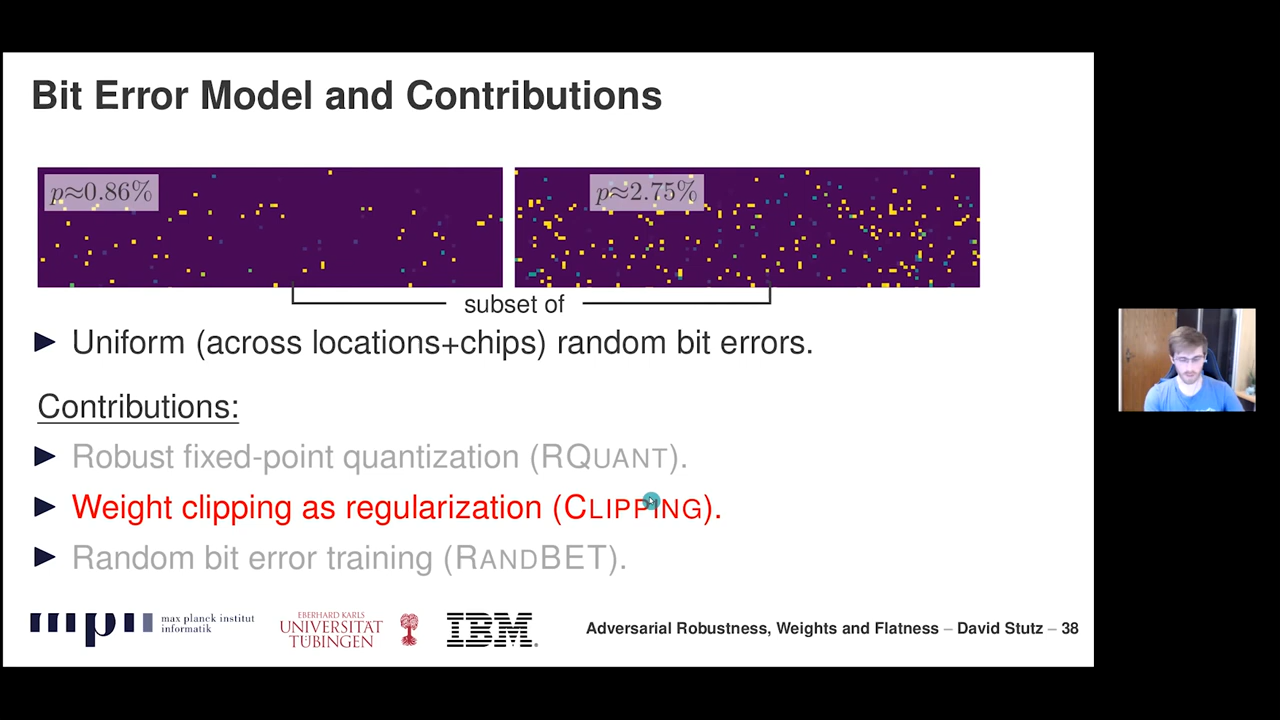 Bit Error Model and Contributions
p≈0.86%
p≈2.75%
subset of
Uniform (across locations+chips) random bit errors.
Contributions:
Robust fixed-point quantization (RQUANT).
Weight clipping as regularization (CLIPPING).
Random bit error training (RANDBET).
max planck institut
informatik
EBERHARD KARLS
UNIVERSITÄT
TÜBINGEN
IBM
Adversarial Robustness, Weights and Flatness – David Stutz – 38